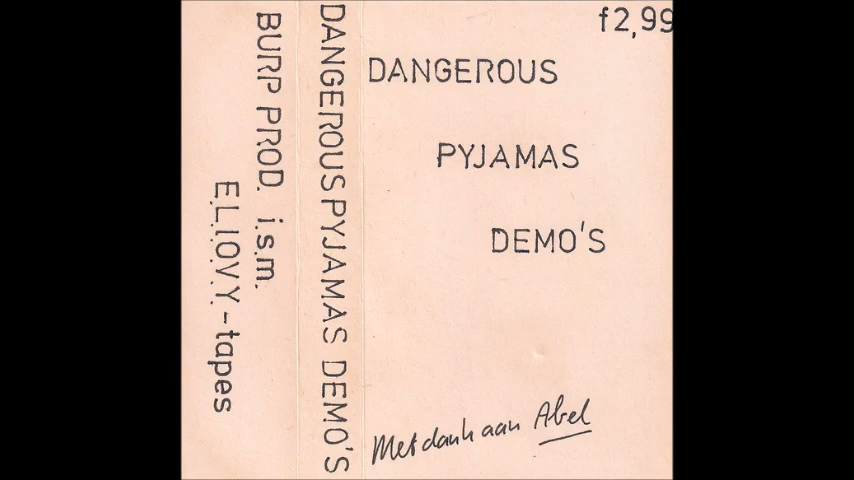 f2,99
DANGEROUS
PYJAMAS
DEMO'S
Met dank aan Abel
DANGEROUS PYJAMAS DEMO'S
BURP PROD. i.s.m.
E.L.I.O.V.Y.-tapes